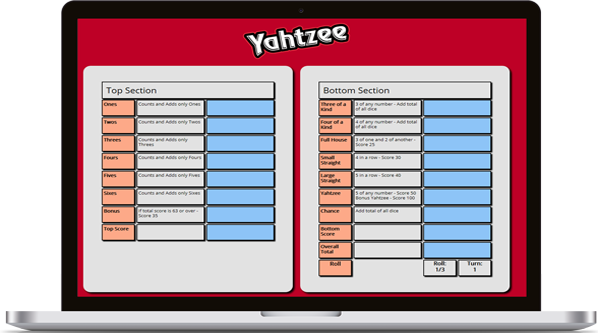 Yahtzee
Top Section
Ones
Counts and Adds only Ones
Twos
Counts and Adds only Twos
Threes
Counts and Adds only
Threes
Fours
Counts and Adds only Fours
Fives
Counts and Adds only Fives
Sixes
Counts and Adds only Sixes
Bonus
If total score is 63 or over -
Score 35
Top Score
Bottom Section
Three of a
Kind
3 of any number - Add total
of all dice
Four of a
Kind
4 of any number - Add total
of all dice
Full House
3 of one and 2 of another -
Score 25
Small
Straight
4 in a row - Score 30
Large
Straight
5 in a row - Score 40
Yahtzee
5 of any number - Score 50
Bonus Yahtzee - Score 100
Chance
Add total of all dice
Bottom
Score
Overall
Total
Roll
Roll:
1/3
Turn:
1